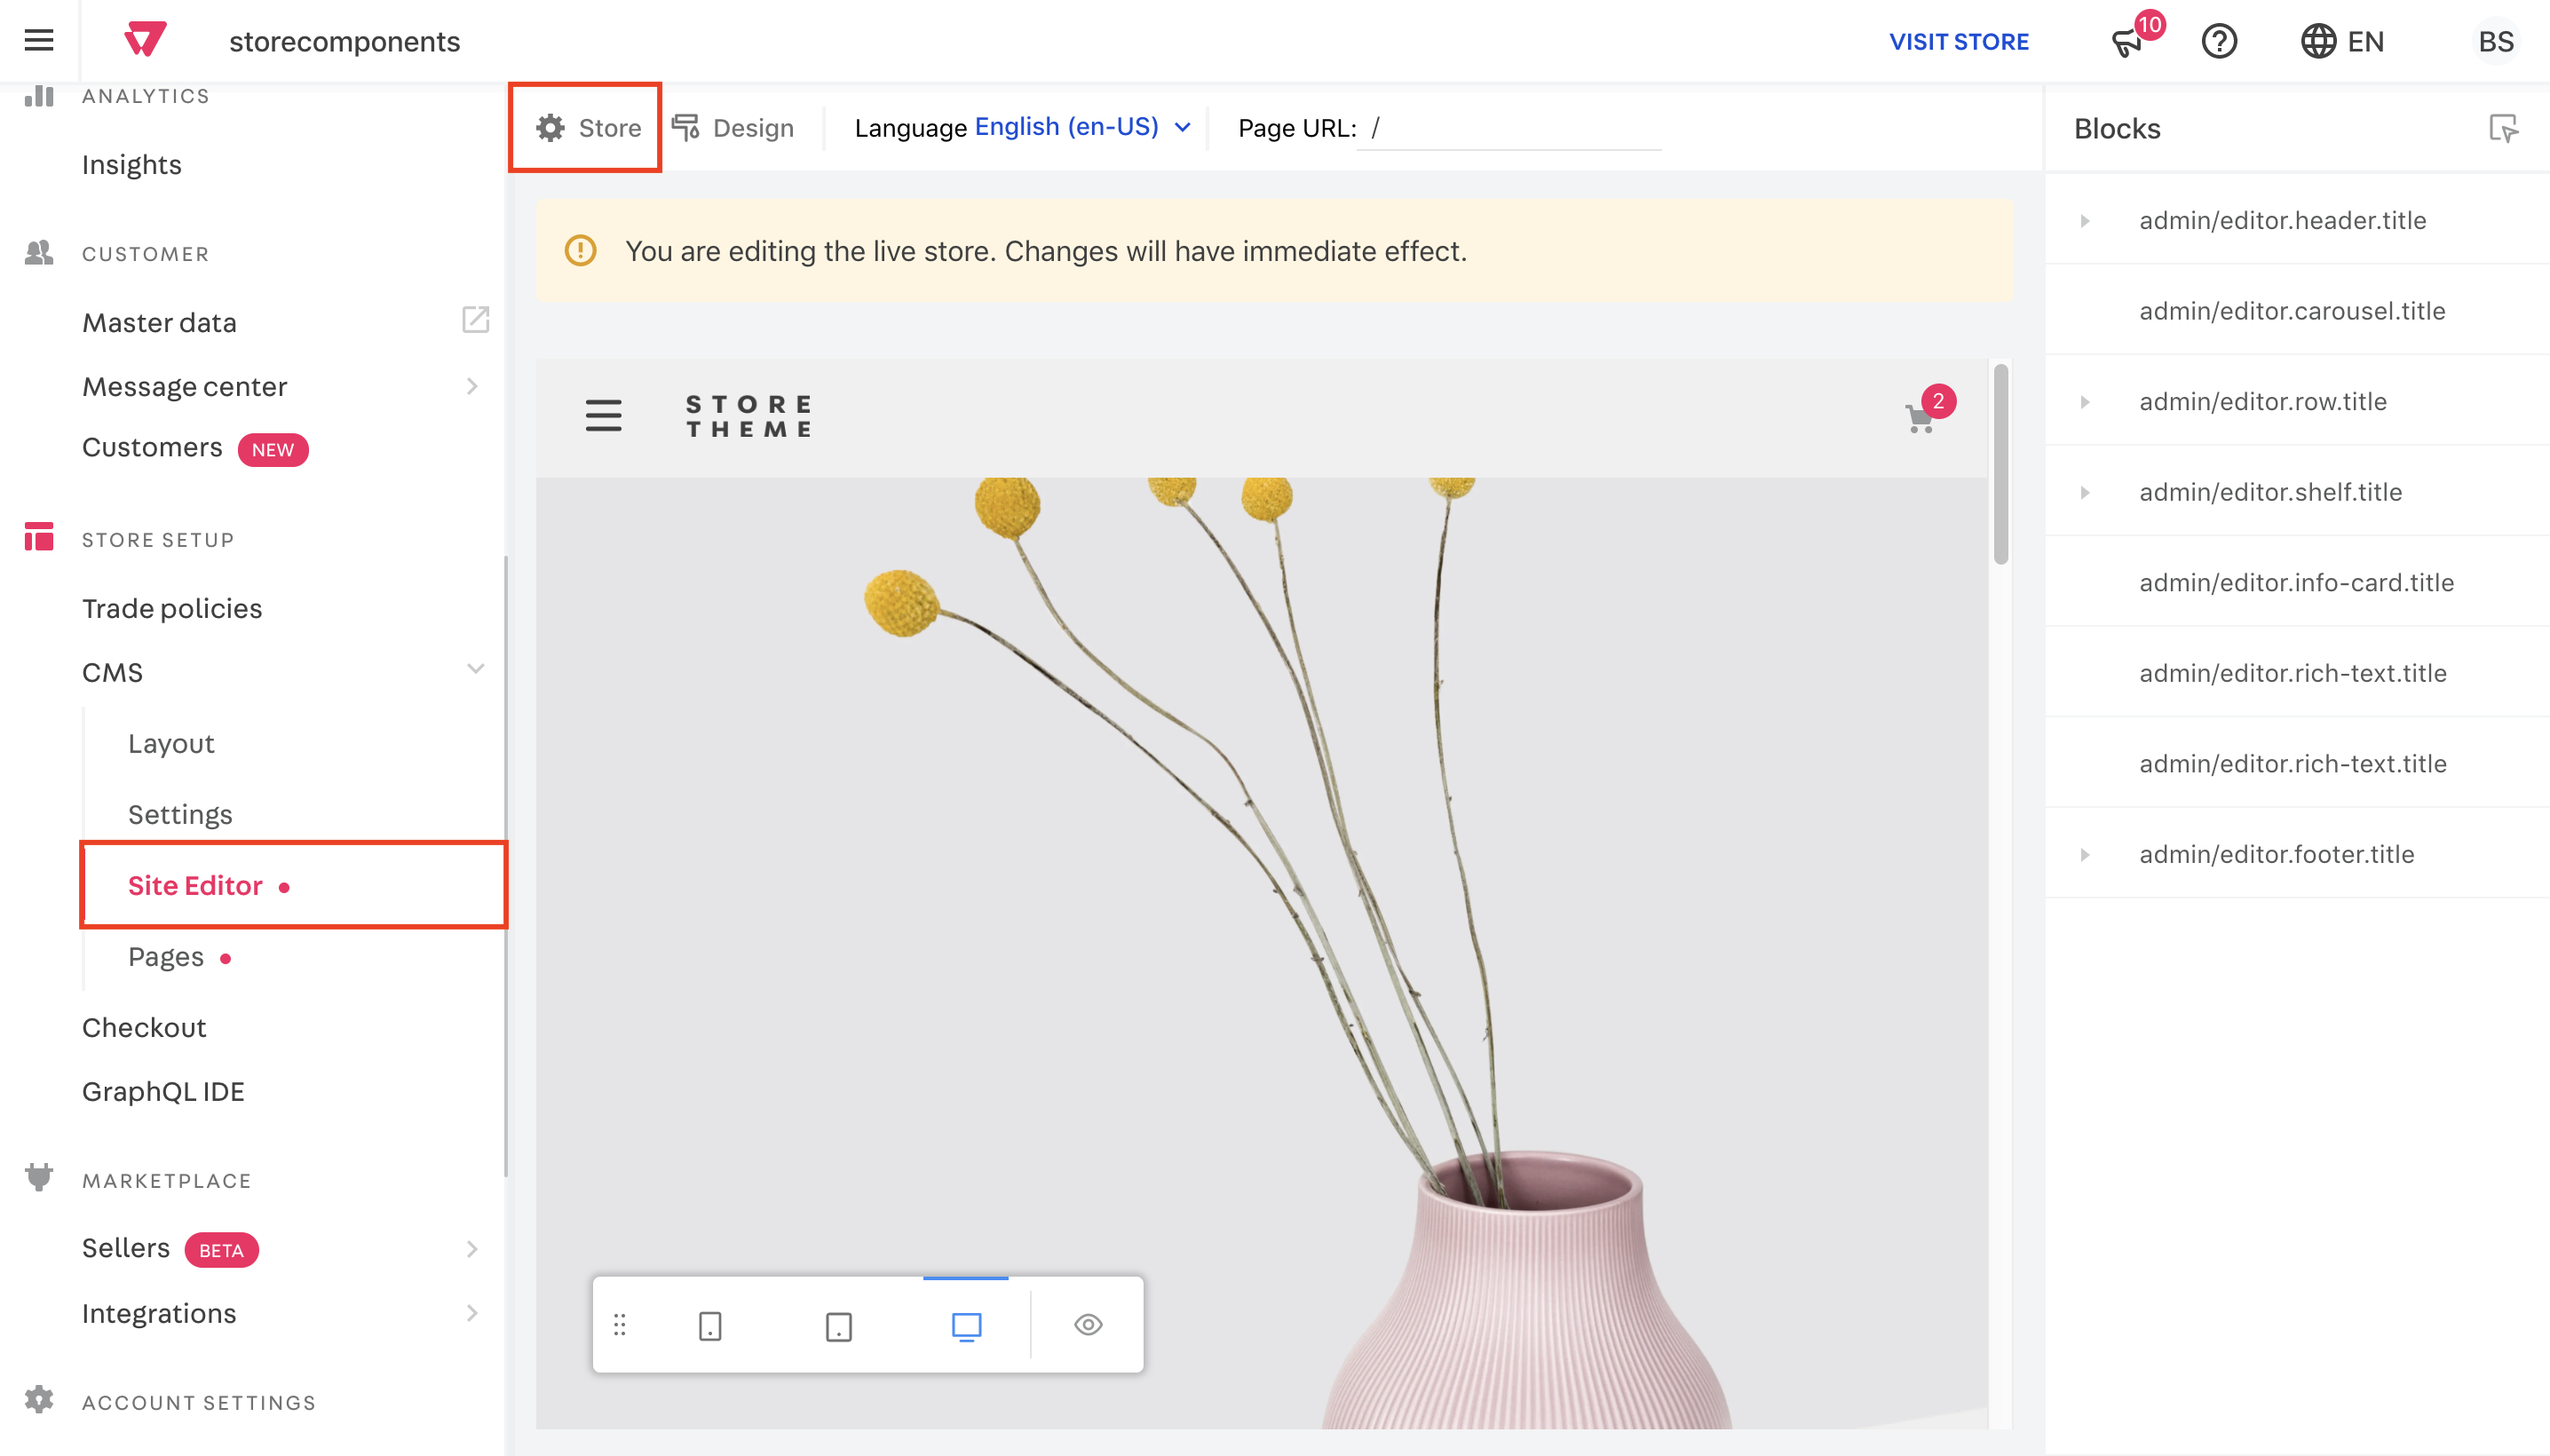 storecomponents
VISIT STORE
10
EN
BS
ANALYTICS
Insights
CUSTOMER
Master data
Message center
Customers NEW
STORE SETUP
Trade policies
CMS
Layout
Settings
Site Editor
Pages
Checkout
GraphQL IDE
MARKETPLACE
Sellers BETA
Integrations
ACCOUNT SETTINGS
Store
Design
Language English (en-US)
Page URL: /
You are editing the live store. Changes will have immediate effect.
STORE
THEME
2
Blocks
admin/editor.header.title
admin/editor.carousel.title
admin/editor.row.title
admin/editor.shelf.title
admin/editor.info-card.title
admin/editor.rich-text.title
admin/editor.rich-text.title
admin/editor.footer.title